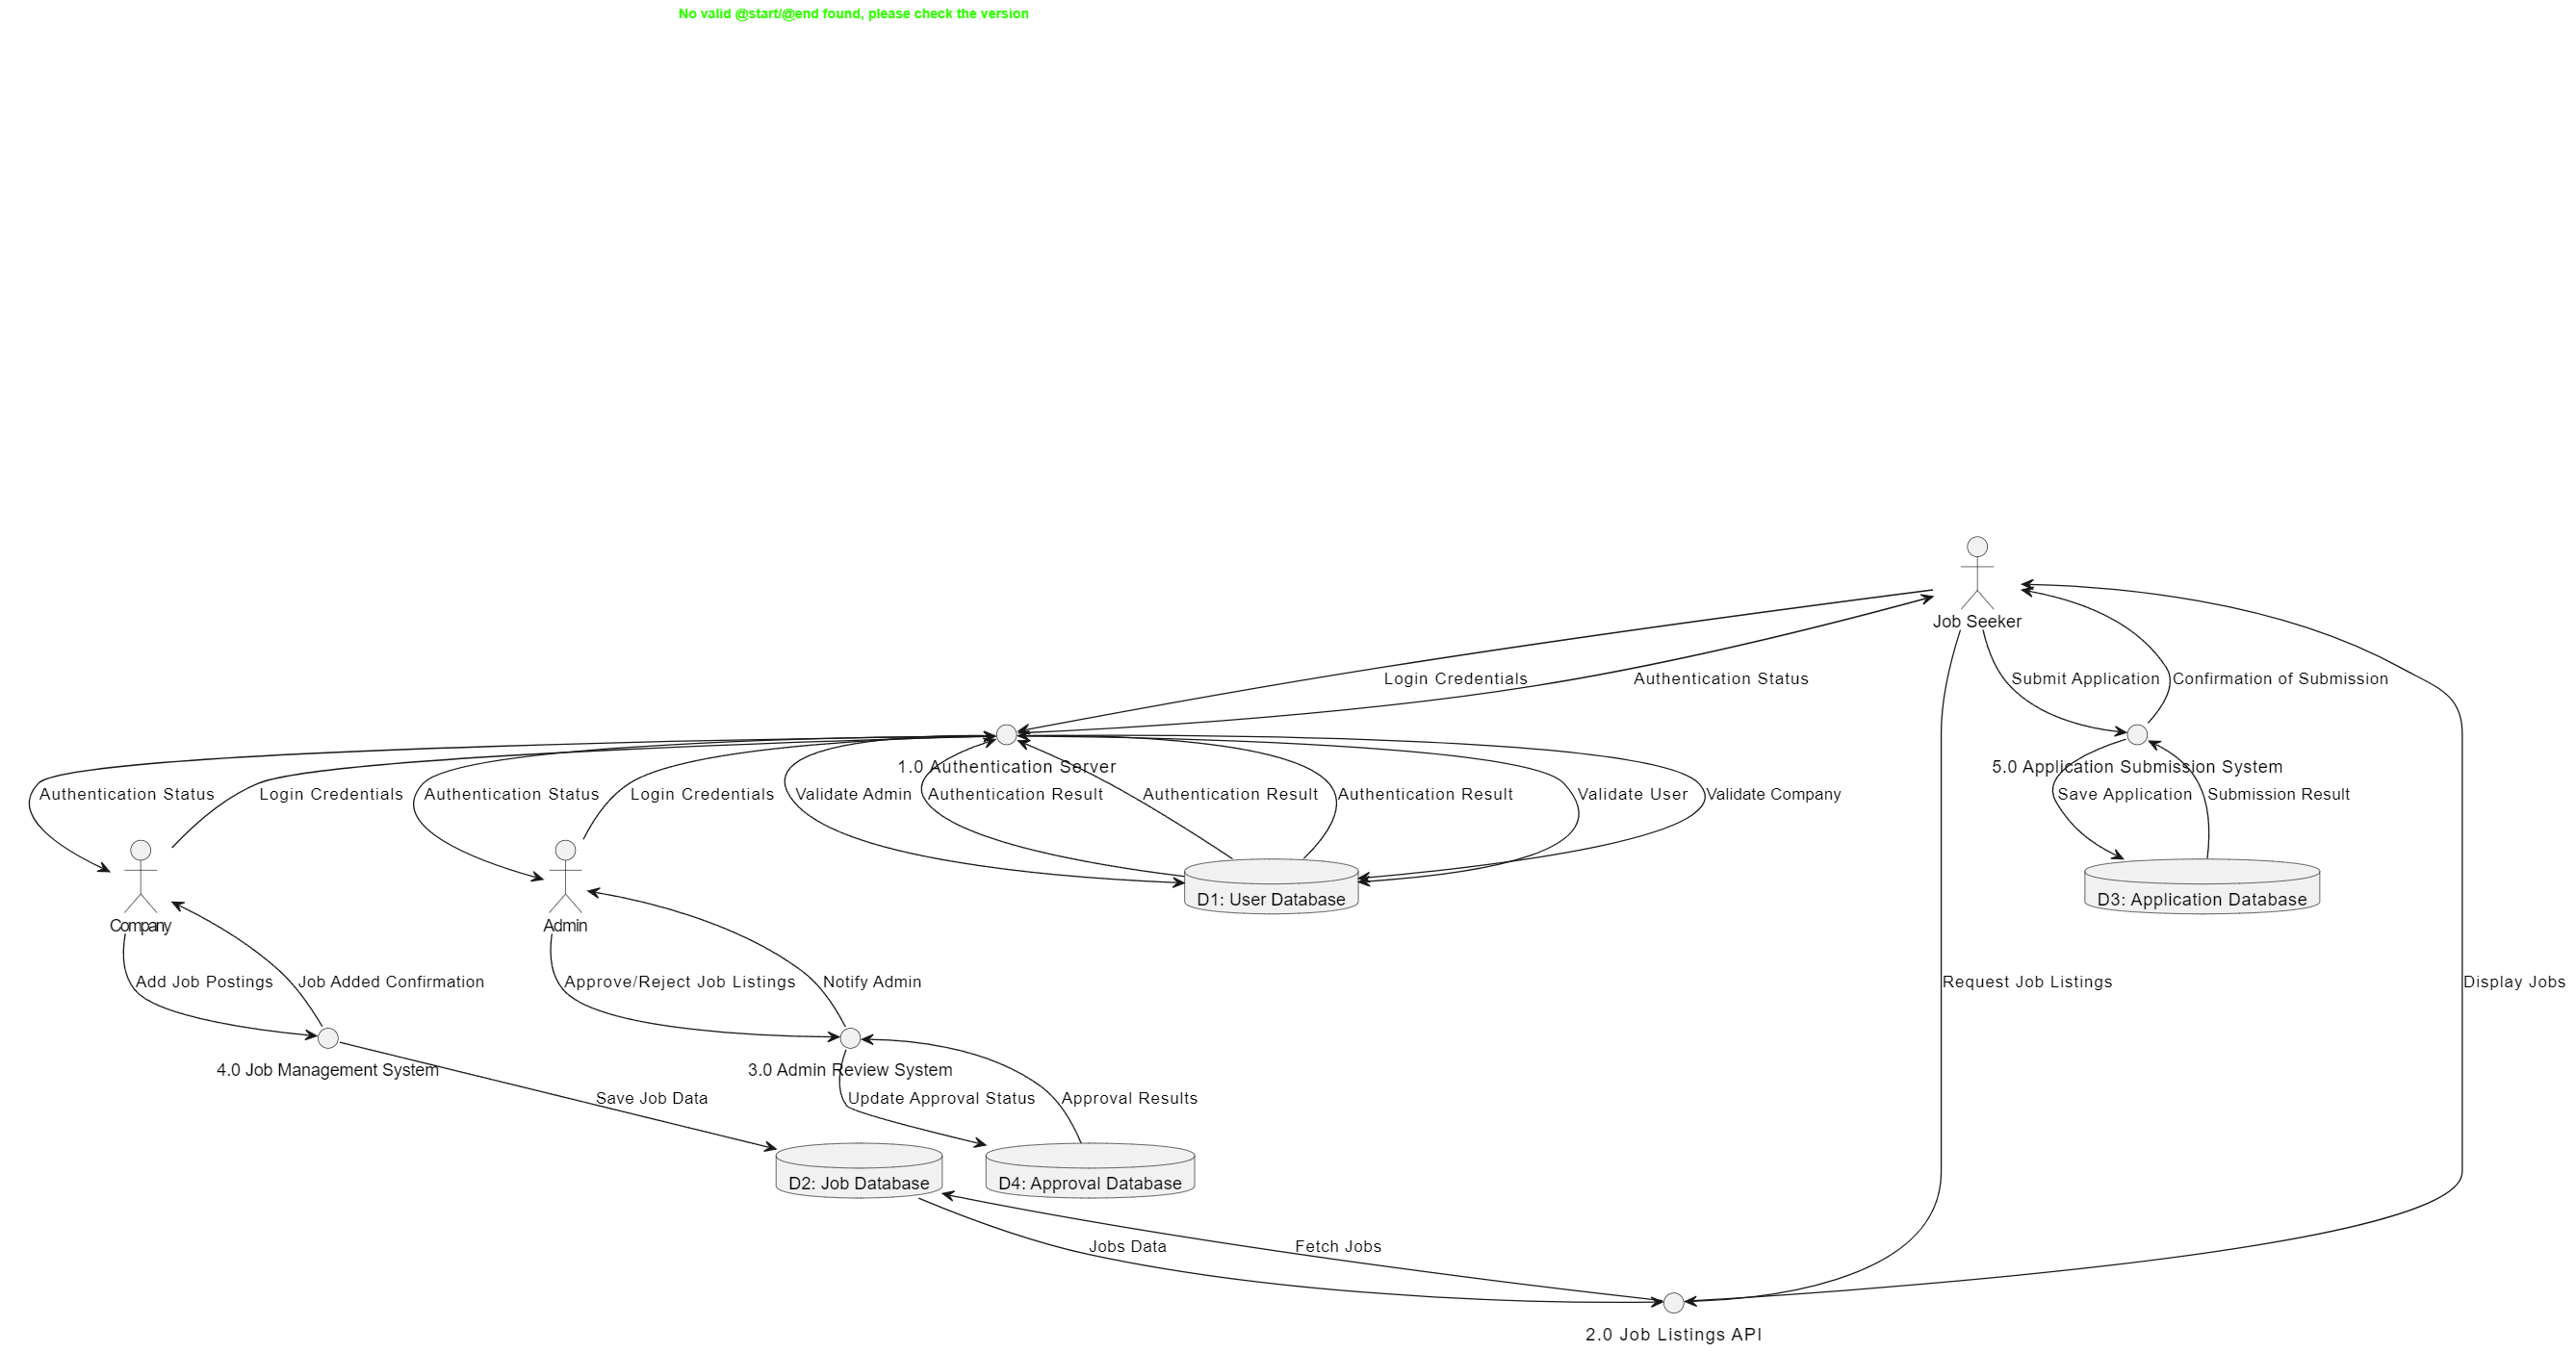 No valid @start/@end found, please check the version
Job Seeker
Login Credentials
Authentication Status
Submit Application
Confirmation of Submission
1.0 Authentication Server
5.0 Application Submission System
Authentication Status
Login Credentials
Authentication Status
Login Credentials
Validate Admin
Authentication Result
Authentication Result
Authentication Result
Validate User
Validate Company
Save Application
Submission Result
D1: User Database
D3: Application Database
Company
Admin
Add Job Postings
Job Added Confirmation
Approve/Reject Job Listings
Notify Admin
Request Job Listings
Display Jobs
4.0 Job Management System
3.0 Admin Review System
Save Job Data
Update Approval Status
Approval Results
D2: Job Database
D4: Approval Database
Jobs Data
Fetch Jobs
2.0 Job Listings API